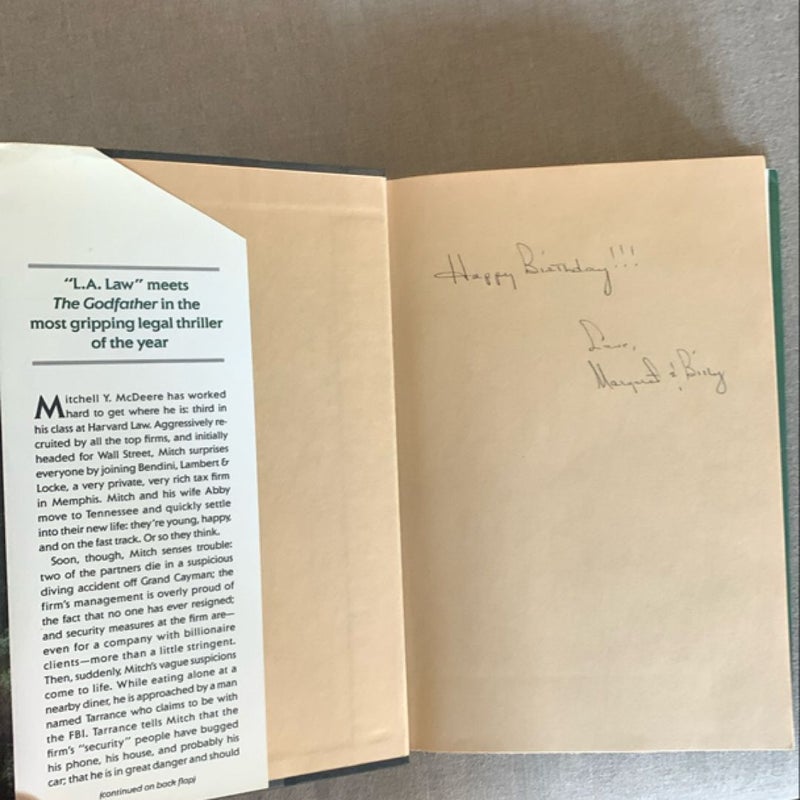 “L.A. Law” meets
The Godfather in the
most gripping legal thriller
of the year
Mitchell Y. McDeere has worked
hard to get where he is: third in
his class at Harvard Law. Aggressively re-
cruited by all the top firms, and initially
headed for Wall Street, Mitch surprises
everyone by joining Bendini, Lambert &
Locke, a very private, very rich tax firm
in Memphis. Mitch and his wife Abby
move to Tennessee and quickly settle
into their new life: they're young, happy,
and on the fast track. Or so they think.
Soon, though, Mitch senses trouble:
two of the partners die in a suspicious
diving accident off Grand Cayman; the
firm's management is overly proud of
the fact that no one has ever resigned;
and security measures at the firm are—
even for a company with billionaire
clients—more than a little stringent.
Then, suddenly, Mitch's vague suspicions
come to life. While eating alone at a
nearby diner, he is approached by a man
named Tarrance who claims to be with
the FBI. Tarrance tells Mitch that the
firm's “security” people have bugged
his phone, his house, and probably his
car; that he is in great danger and should
(continued on back flap)
Happy Birthday!!!
Love,
Margaret &